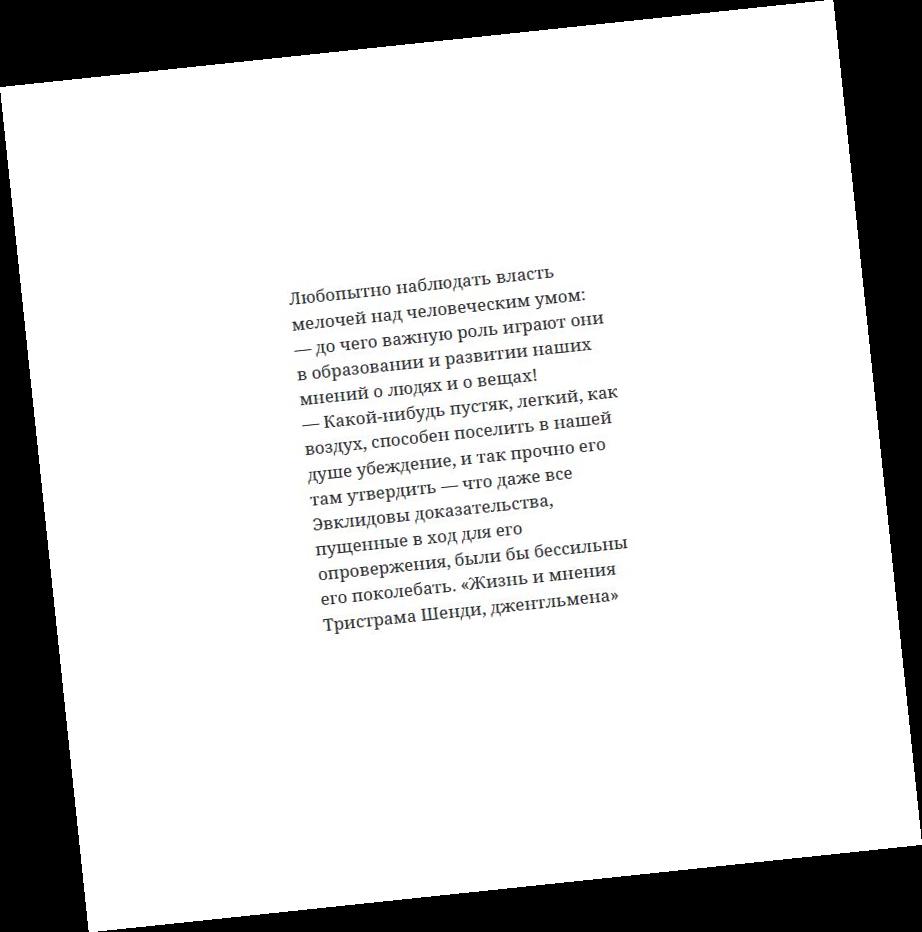 Любопытно наблюдать власть
мелочей над человеческим умом:
— до чего важную роль играют они
в образовании и развитии наших
мнений о людях и о вещах!
— Какой-нибудь пустяк, легкий, как
воздух, способен поселить в нашей
душе убеждение, и так прочно его
там утвердить — что даже все
Эвклидовы доказательства,
пущенные в ход для его
опровержения, были бы бессильны
его поколебать. «Жизнь и мнения
Тристрама Шенди, джентльмена»